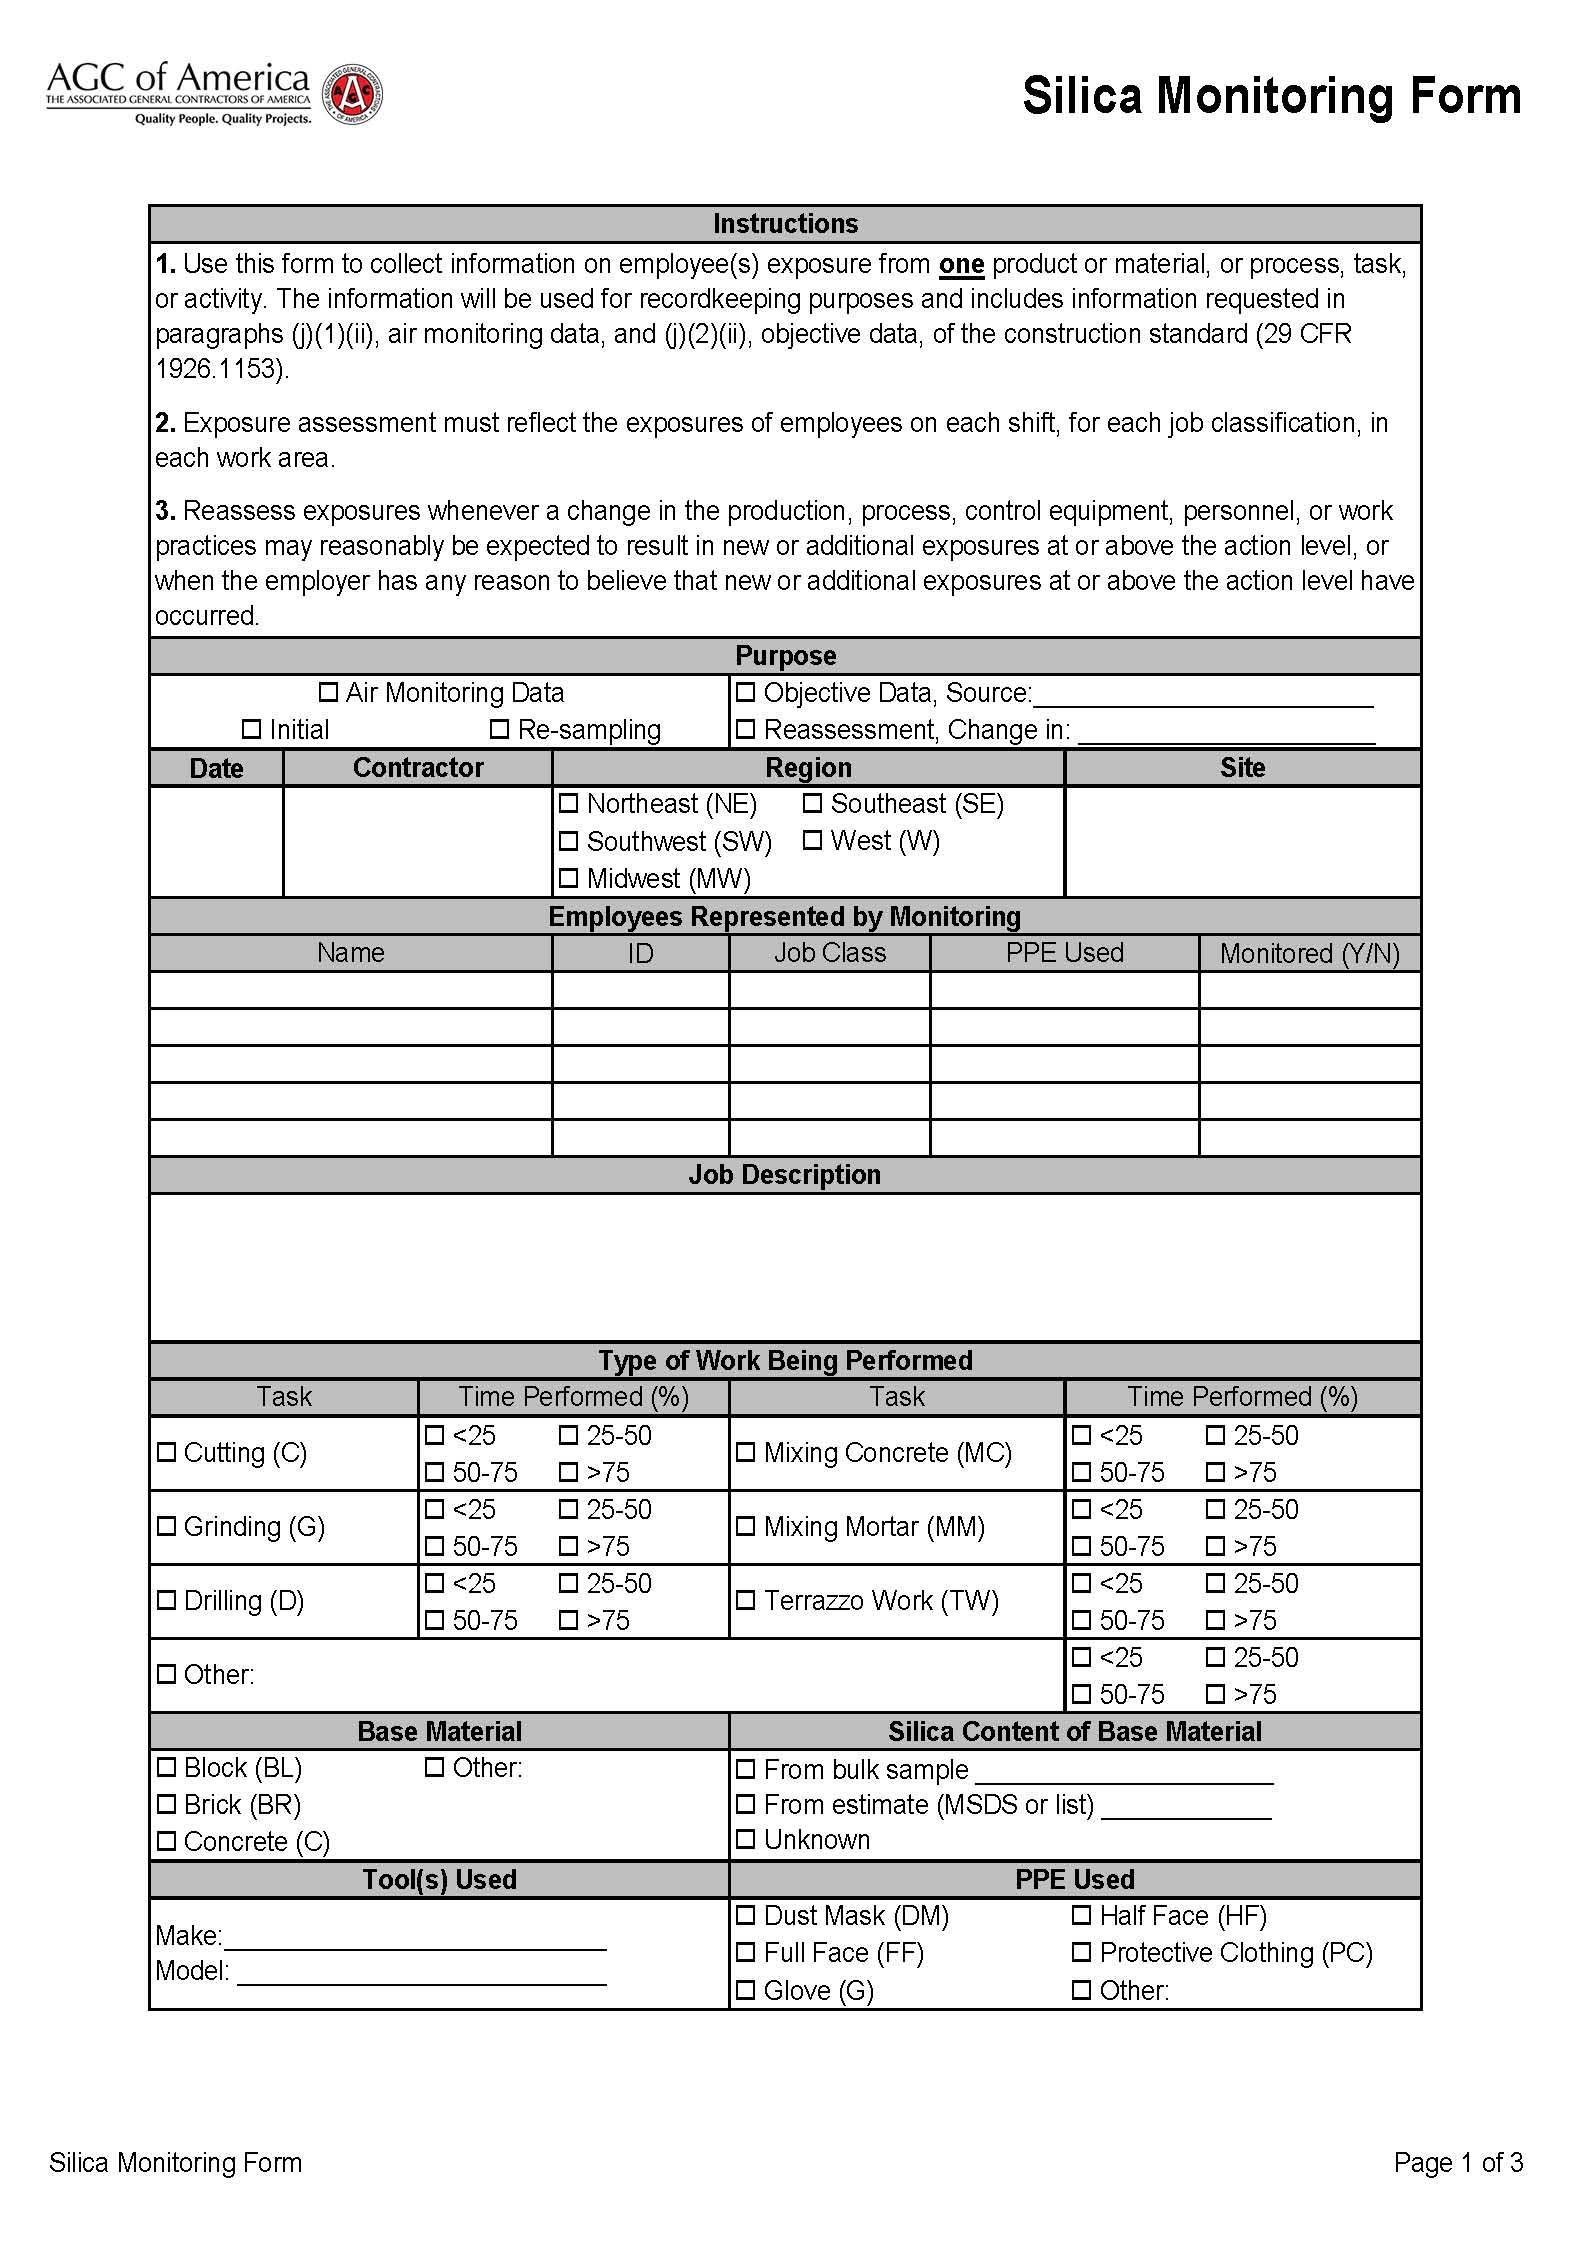 AGC of America
THE ASSOCIATED GENERAL CONTRACTORS OF AMERICA
Quality People. Quality Projects.
THE ASSOCIATED GENERAL CONTRACTORS
AGC
OF AMERICA
Silica Monitoring Form
Instructions
1. Use this form to collect information on employee(s) exposure from one product or material, or process, task,
or activity. The information will be used for recordkeeping purposes and includes information requested in
paragraphs (j)(1)(ii), air monitoring data, and (j)(2)(ii), objective data, of the construction standard (29 CFR
1926.1153).
2. Exposure assessment must reflect the exposures of employees on each shift, for each job classification, in
each work area.
3. Reassess exposures whenever a change in the production, process, control equipment, personnel, or work
practices may reasonably be expected to result in new or additional exposures at or above the action level, or
when the employer has any reason to believe that new or additional exposures at or above the action level have
occurred.
Purpose
☐ Air Monitoring Data ☐ Objective Data, Source:____________________
☐ Initial ☐ Re-sampling ☐ Reassessment, Change in: ____________________
Date Contractor Region Site
☐ Northeast (NE) ☐ Southeast (SE)
☐ Southwest (SW) ☐ West (W)
☐ Midwest (MW)
Employees Represented by Monitoring
Name ID Job Class PPE Used Monitored (Y/N)
Job Description
Type of Work Being Performed
Task Time Performed (%) Task Time Performed (%)
☐ Cutting (C) ☐ <25 ☐ 25-50 ☐ Mixing Concrete (MC) ☐ <25 ☐ 25-50
☐ 50-75 ☐ >75 ☐ 50-75 ☐ >75
☐ Grinding (G) ☐ <25 ☐ 25-50 ☐ Mixing Mortar (MM) ☐ <25 ☐ 25-50
☐ 50-75 ☐ >75 ☐ 50-75 ☐ >75
☐ Drilling (D) ☐ <25 ☐ 25-50 ☐ Terrazzo Work (TW) ☐ <25 ☐ 25-50
☐ 50-75 ☐ >75 ☐ 50-75 ☐ >75
☐ Other: ☐ <25 ☐ 25-50
☐ 50-75 ☐ >75
Base Material Silica Content of Base Material
☐ Block (BL) ☐ Other: ☐ From bulk sample ____________________
☐ Brick (BR) ☐ From estimate (MSDS or list) ____________
☐ Concrete (C) ☐ Unknown
Tool(s) Used PPE Used
Make:____________________ ☐ Dust Mask (DM) ☐ Half Face (HF)
Model: ____________________ ☐ Full Face (FF) ☐ Protective Clothing (PC)
☐ Glove (G) ☐ Other:
Silica Monitoring Form Page 1 of 3